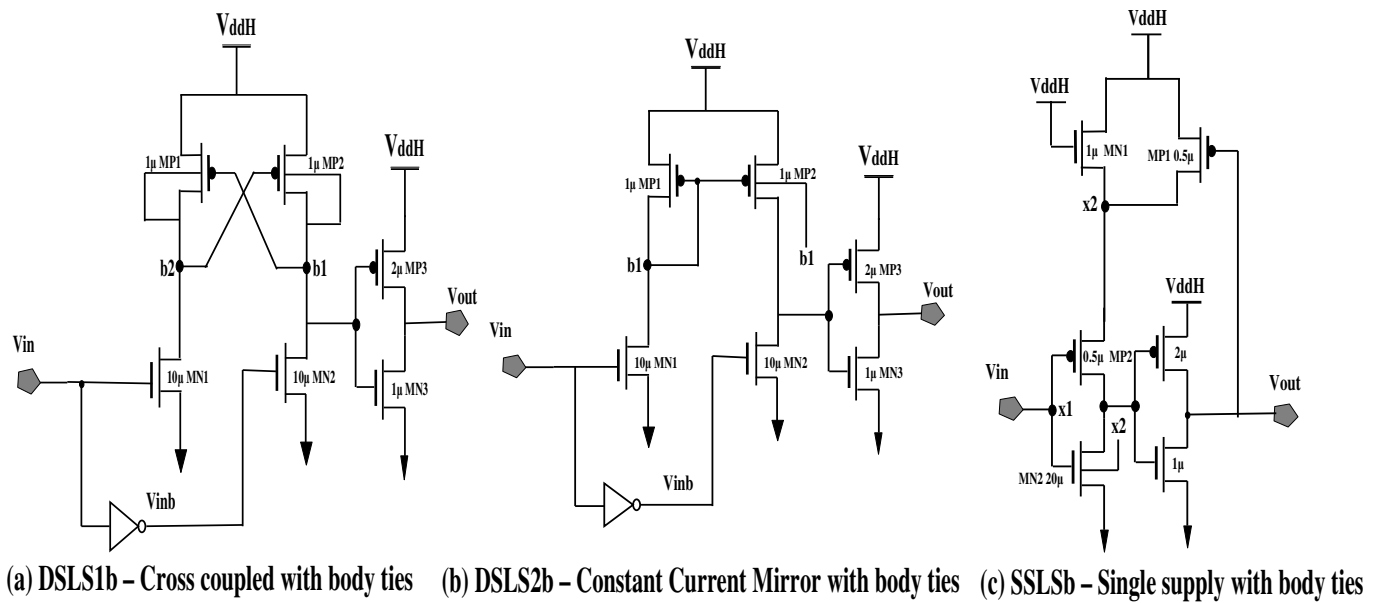 VddH
VddH
1μ MP1
1μ MP2
b2
b1
2μ MP3
Vout
Vin
10μ MN1
10μ MN2
1μ MN3
Vinb
(a) DSLS1b – Cross coupled with body ties
VddH
VddH
1μ MP1
1μ MP2
b1
b1
2μ MP3
Vout
Vin
10μ MN1
10μ MN2
1μ MN3
Vinb
(b) DSLS2b – Constant Current Mirror with body ties
VddH
VddH
1μ MN1
MP1 0.5μ
x2
VddH
0.5μ MP2
2μ
Vin
Vout
x1
x2
MN2 20μ
1μ
(c) SSLSb – Single supply with body ties